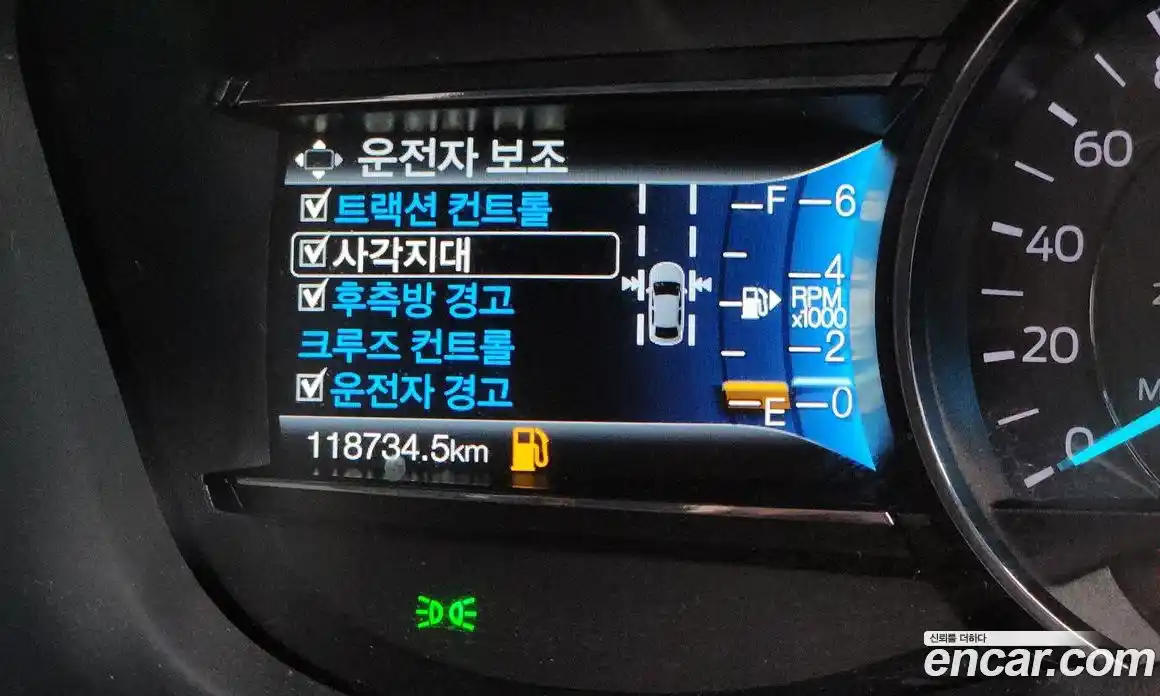 운전자 보조
트랙션 컨트롤
사각지대
후측방 경고
크루즈 컨트롤
운전자 경고
118734.5km
F
E
6
4
RPM
x1000
2
0
60
40
20
0
신뢰를 더하다
encar.com